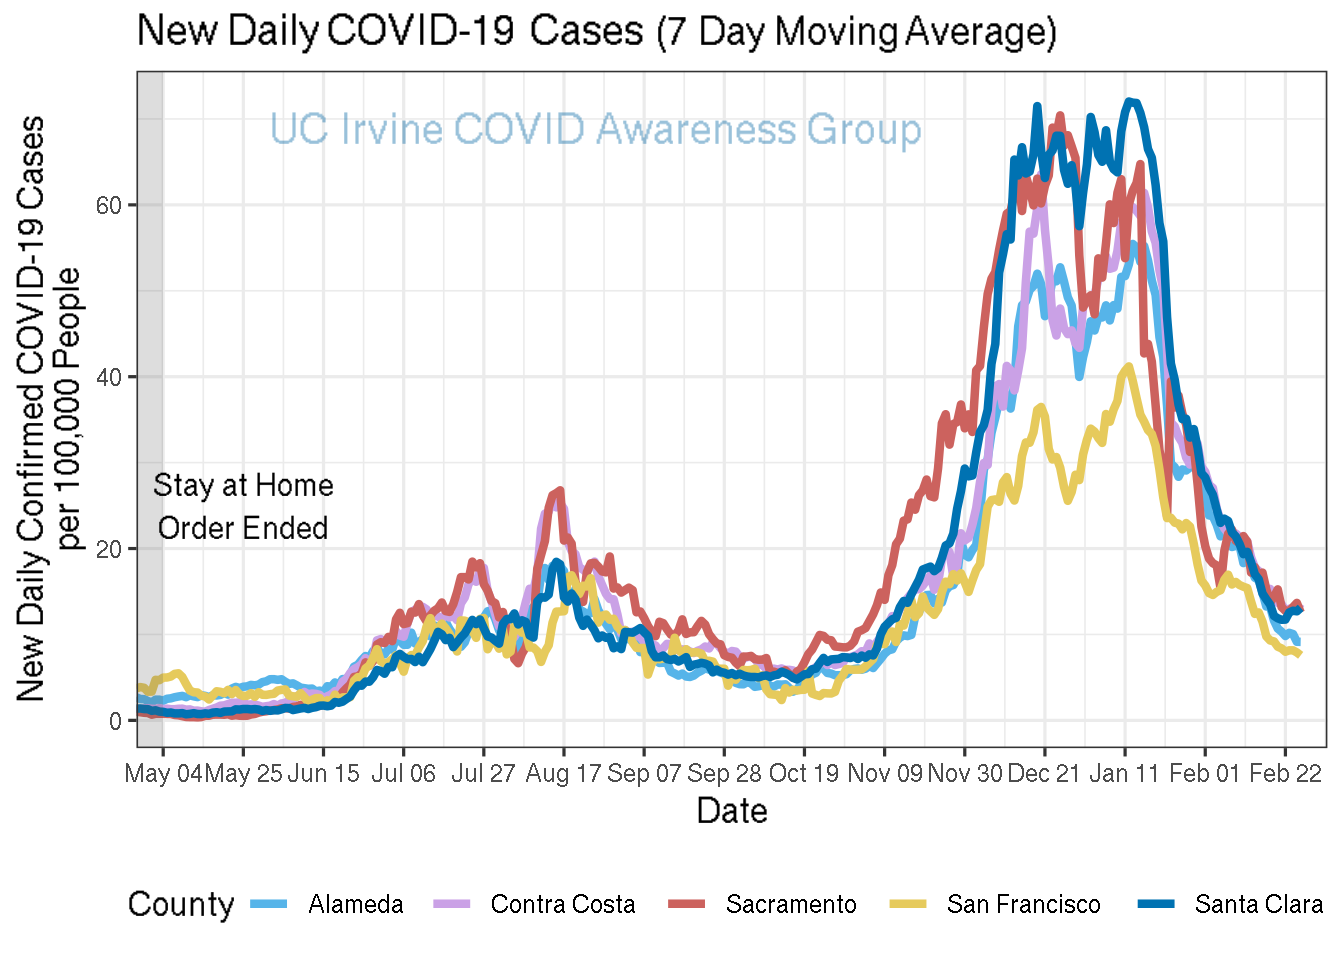 New Daily COVID-19 Cases (7 Day Moving Average)
UC Irvine COVID Awareness Group
New Daily Confirmed COVID-19 Cases
per 100,000 People
60
40
20
0
Stay at Home
Order Ended
May 04 May 25 Jun 15 Jul 06 Jul 27 Aug 17 Sep 07 Sep 28 Oct 19 Nov 09 Nov 30 Dec 21 Jan 11 Feb 01 Feb 22
Date
County Alameda Contra Costa Sacramento San Francisco Santa Clara